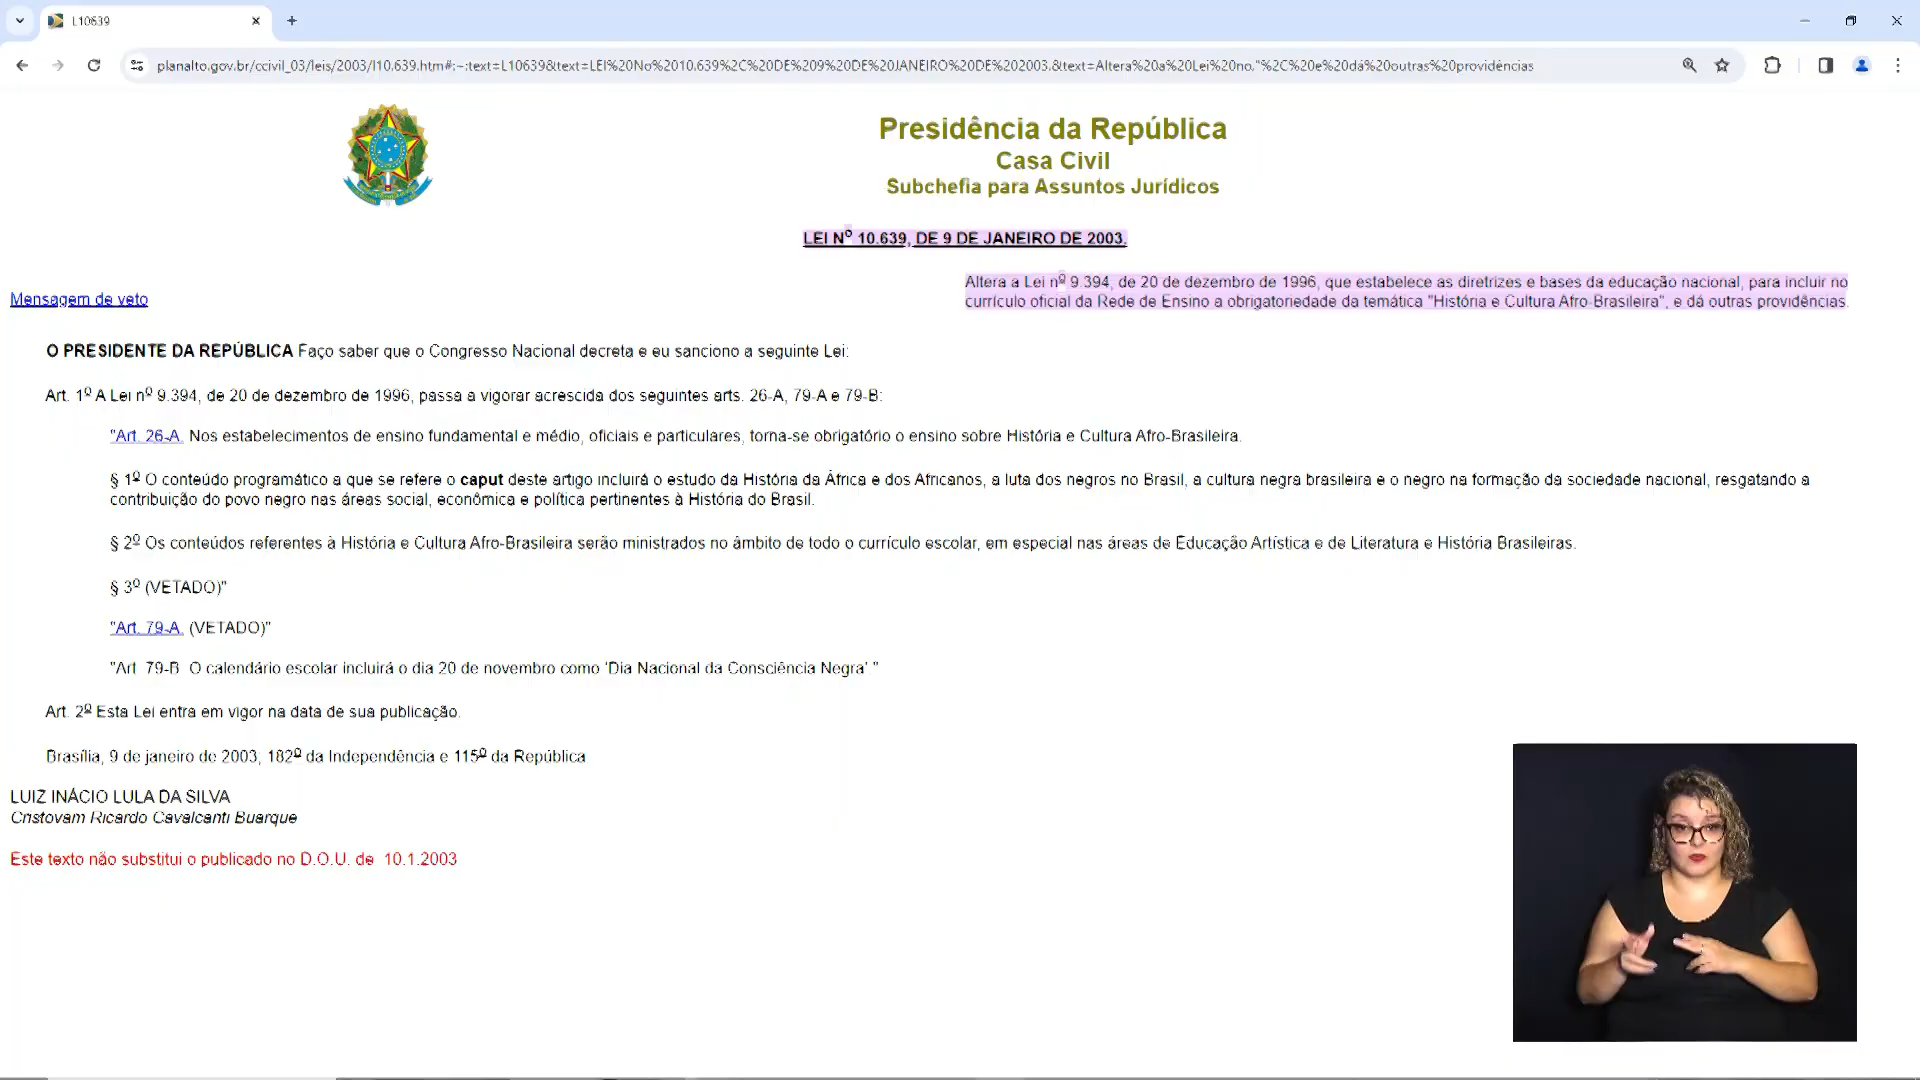 L10639
planalto.gov.br/ccivil_03/leis/2003/l10.639.htm#:~:text=L10639&text=LEI%20No%2010.639%2C%20DE%209%20DE%20JANEIRO%20DE%202003.&text=Altera%20a%20Lei%20no."%2C%20e%20dá%20outras%20providências
Presidência da República
Casa Civil
Subchefia para Assuntos Jurídicos
LEI Nº 10.639, DE 9 DE JANEIRO DE 2003.
Mensagem de veto
Altera a Lei nº 9.394, de 20 de dezembro de 1996, que estabelece as diretrizes e bases da educação nacional, para incluir no
currículo oficial da Rede de Ensino a obrigatoriedade da temática "História e Cultura Afro-Brasileira", e dá outras providências.
O PRESIDENTE DA REPÚBLICA Faço saber que o Congresso Nacional decreta e eu sanciono a seguinte Lei:
Art. 1º A Lei nº 9.394, de 20 de dezembro de 1996, passa a vigorar acrescida dos seguintes arts. 26-A, 79-A e 79-B:
"Art. 26-A. Nos estabelecimentos de ensino fundamental e médio, oficiais e particulares, torna-se obrigatório o ensino sobre História e Cultura Afro-Brasileira.
§ 1º O conteúdo programático a que se refere o caput deste artigo incluirá o estudo da História da África e dos Africanos, a luta dos negros no Brasil, a cultura negra brasileira e o negro na formação da sociedade nacional, resgatando a
contribuição do povo negro nas áreas social, econômica e política pertinentes à História do Brasil.
§ 2º Os conteúdos referentes à História e Cultura Afro-Brasileira serão ministrados no âmbito de todo o currículo escolar, em especial nas áreas de Educação Artística e de Literatura e História Brasileiras.
§ 3º (VETADO)"
"Art. 79-A. (VETADO)"
"Art. 79-B. O calendário escolar incluirá o dia 20 de novembro como 'Dia Nacional da Consciência Negra'."
Art. 2º Esta Lei entra em vigor na data de sua publicação.
Brasília, 9 de janeiro de 2003; 182º da Independência e 115º da República
LUIZ INÁCIO LULA DA SILVA
Cristovam Ricardo Cavalcanti Buarque
Este texto não substitui o publicado no D.O.U. de 10.1.2003